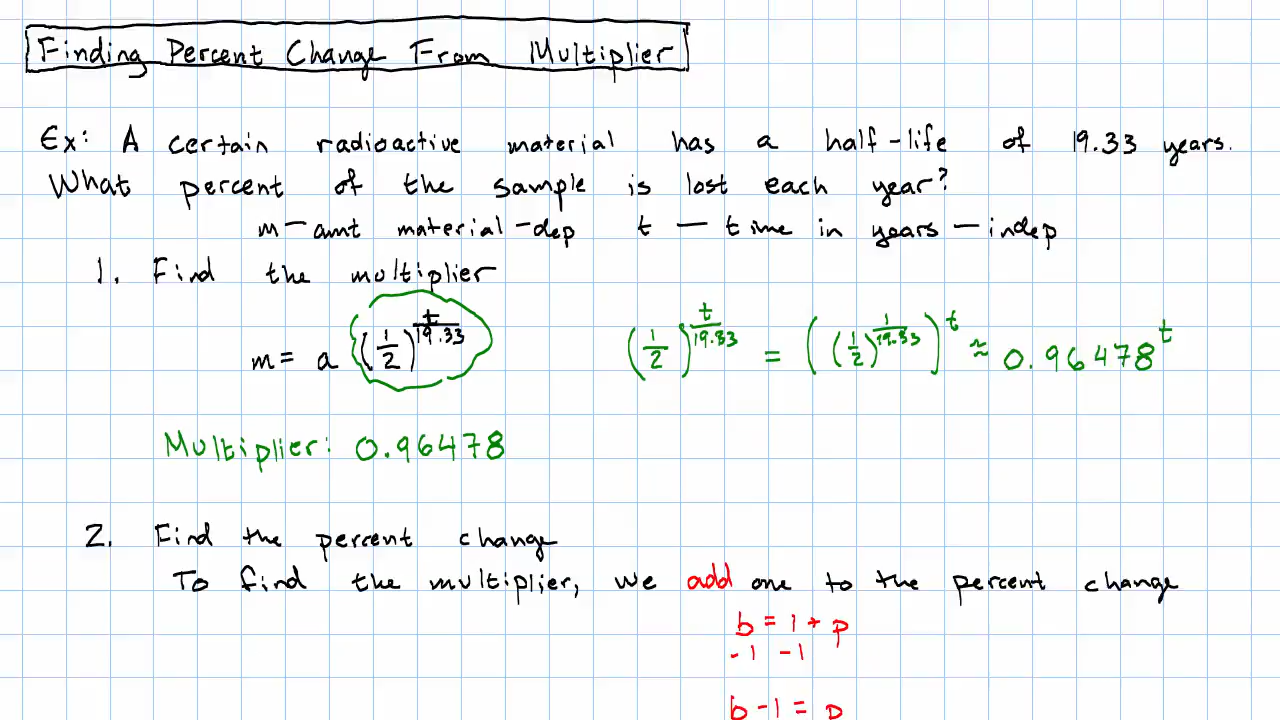 Finding Percent Change From Multiplier
Ex: A certain radioactive material has a half-life of 19.33 years.
What percent of the sample is lost each year?
m — amt material - dep t — time in years — indep
1. Find the multiplier
m = a (1/2)^(t/19.33) (1/2)^(t/19.33) = ((1/2)^(1/19.33))^t ≈ 0.96478^t
Multiplier: 0.96478
2. Find the percent change
To find the multiplier, we add one to the percent change
b = 1 + p
-1 -1
b - 1 = p